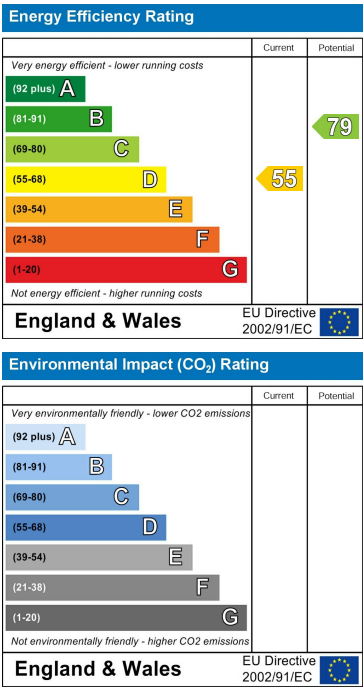 Energy Efficiency Rating
Current Potential
Very energy efficient - lower running costs
(92 plus) A
(81-91) B
79
(69-80) C
(55-68) D
55
(39-54) E
(21-38) F
(1-20) G
Not energy efficient - higher running costs
England & Wales
EU Directive
2002/91/EC
Environmental Impact (CO₂) Rating
Current Potential
Very environmentally friendly - lower CO2 emissions
(92 plus) A
(81-91) B
(69-80) C
(55-68) D
(39-54) E
(21-38) F
(1-20) G
Not environmentally friendly - higher CO2 emissions
England & Wales
EU Directive
2002/91/EC